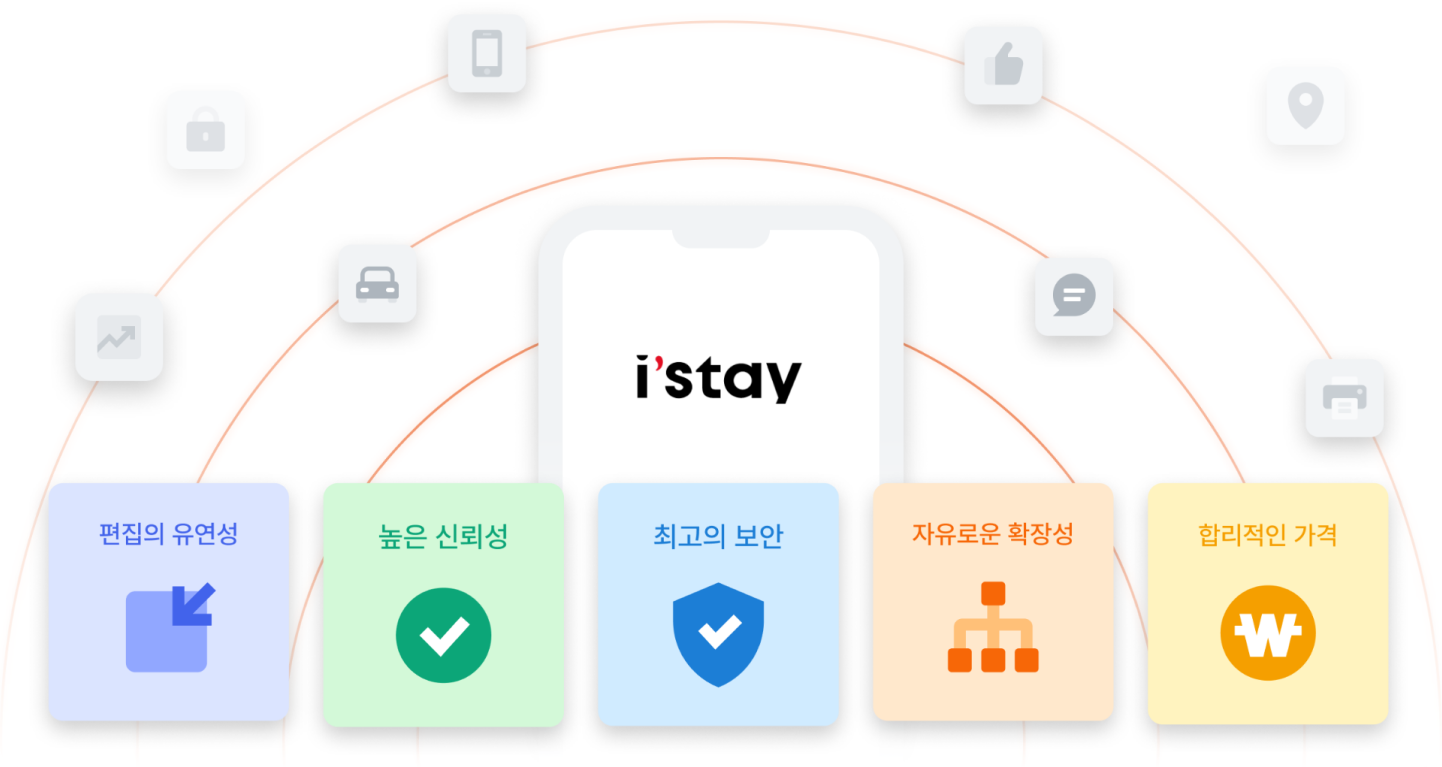 i'stay
편집의 유연성
높은 신뢰성
최고의 보안
자유로운 확장성
합리적인 가격